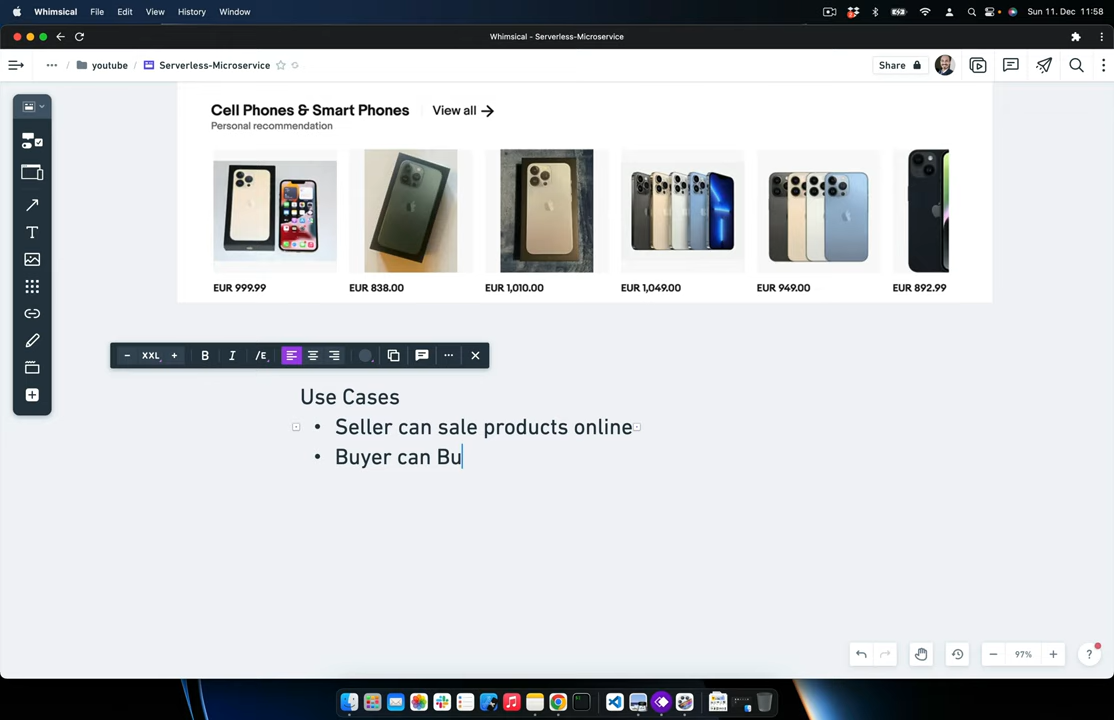 Whimsical File Edit View History Window Sun 11. Dec 11:58
Whimsical - Serverless-Microservice
... / youtube / Serverless-Microservice Share
Cell Phones & Smart Phones View all →
Personal recommendation
EUR 999.99 EUR 838.00 EUR 1,010.00 EUR 1,049.00 EUR 949.00 EUR 892.99
− XXL + B I /E
Use Cases
• Seller can sale products online
• Buyer can Bu
− 97% + ?